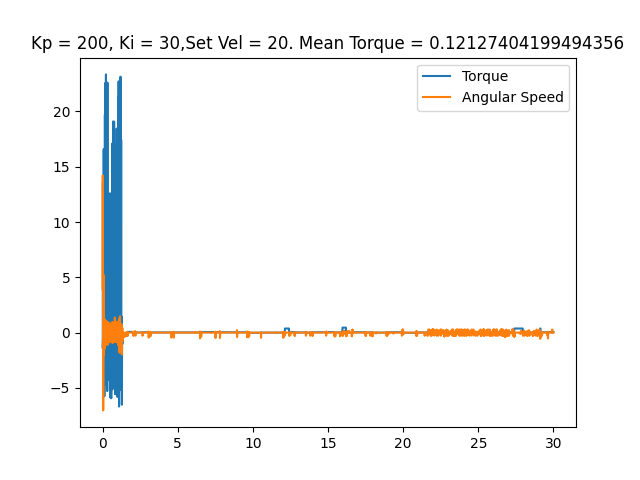 Kp = 200, Ki = 30,Set Vel = 20. Mean Torque = 0.12127404199494356
Torque
Angular Speed
20
15
10
5
0
−5
0 5 10 15 20 25 30